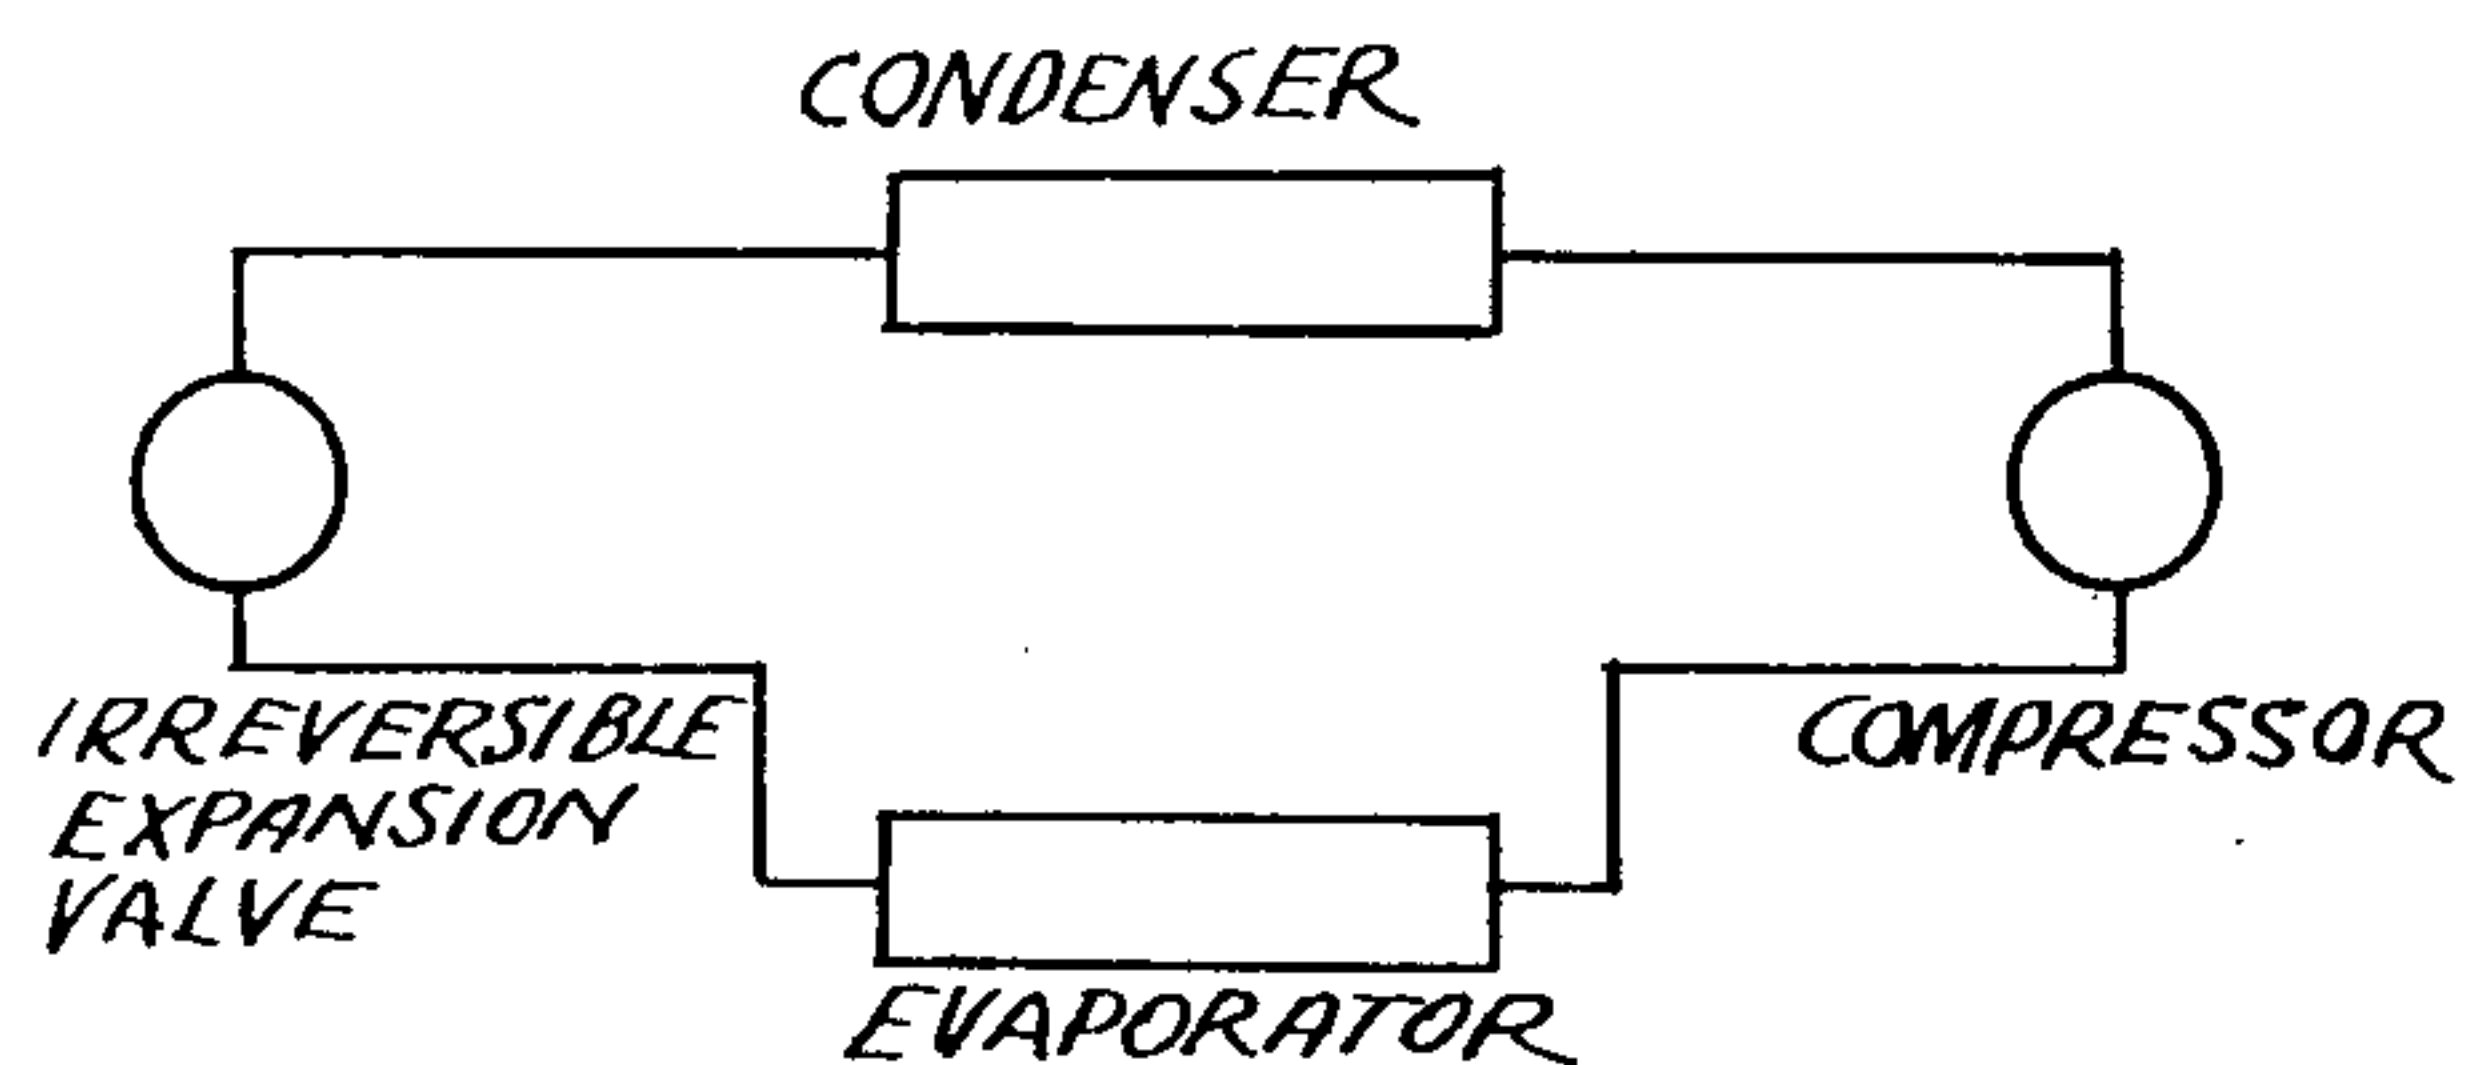 CONDENSER
IRREVERSIBLE
EXPANSION
VALVE
COMPRESSOR
EVAPORATOR